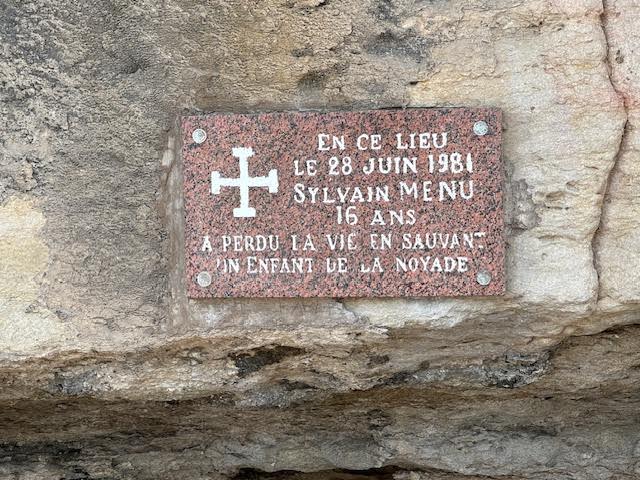 EN CE LIEU
LE 28 JUIN 1981
SYLVAIN MENU
16 ANS
A PERDU LA VIE EN SAUVANT
UN ENFANT DE LA NOYADE